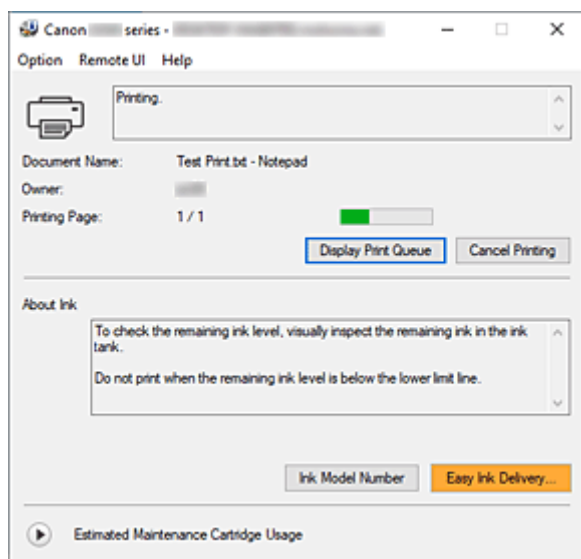 Canon series -
Option Remote UI Help
Printing.
Document Name: Test Print.txt - Notepad
Owner:
Printing Page: 1 / 1
Display Print Queue Cancel Printing
About Ink
To check the remaining ink level, visually inspect the remaining ink in the ink
tank.
Do not print when the remaining ink level is below the lower limit line.
Ink Model Number Easy Ink Delivery...
Estimated Maintenance Cartridge Usage